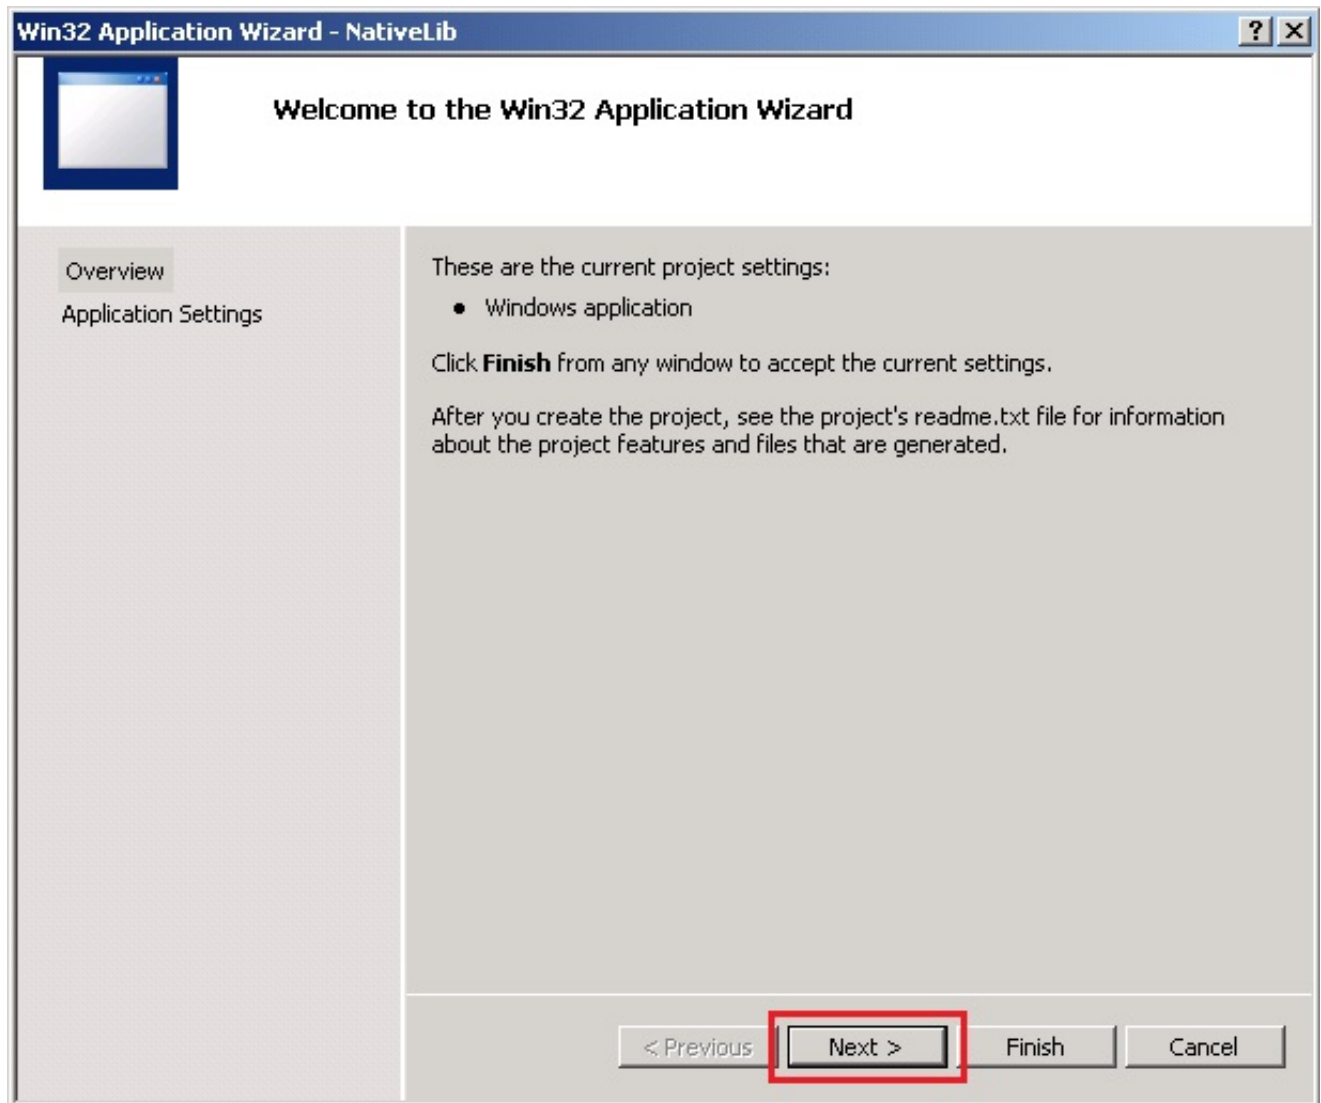 Win32 Application Wizard - NativeLib
Welcome to the Win32 Application Wizard
Overview
Application Settings
These are the current project settings:
• Windows application
Click Finish from any window to accept the current settings.
After you create the project, see the project's readme.txt file for information
about the project features and files that are generated.
< Previous
Next >
Finish
Cancel